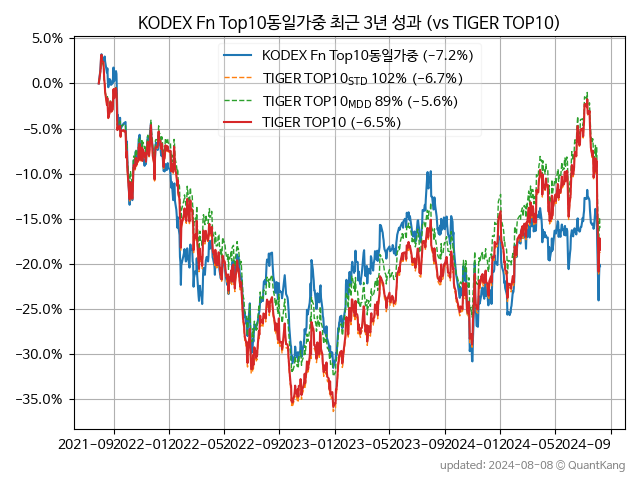 KODEX Fn Top10동일가중 최근 3년 성과 (vs TIGER TOP10)
KODEX Fn Top10동일가중 (−7.2%)
TIGER TOP10STD 102% (−6.7%)
TIGER TOP10MDD 89% (−5.6%)
TIGER TOP10 (−6.5%)
5.0%
0.0%
−5.0%
−10.0%
−15.0%
−20.0%
−25.0%
−30.0%
−35.0%
2021-09 2022-01 2022-05 2022-09 2023-01 2023-05 2023-09 2024-01 2024-05 2024-09
updated: 2024-08-08 @ QuantKang